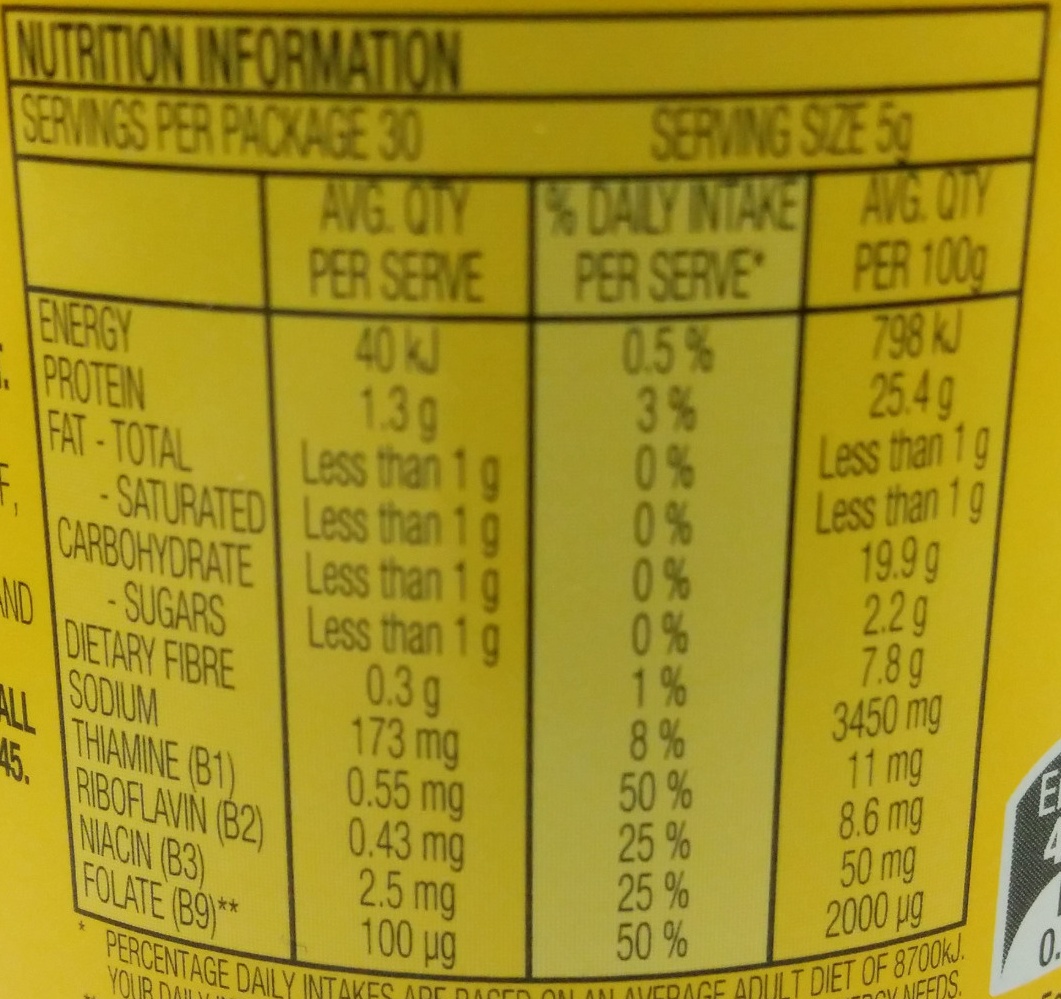 NUTRITION INFORMATION
SERVINGS PER PACKAGE 30 SERVING SIZE 5g
AVG. QTY PER SERVE % DAILY INTAKE PER SERVE* AVG. QTY PER 100g
ENERGY 40 kJ 0.5 % 798 kJ
PROTEIN 1.3 g 3 % 25.4 g
FAT - TOTAL Less than 1 g 0 % Less than 1 g
- SATURATED Less than 1 g 0 % Less than 1 g
CARBOHYDRATE Less than 1 g 0 % 19.9 g
- SUGARS Less than 1 g 0 % 2.2 g
DIETARY FIBRE 0.3 g 1 % 7.8 g
SODIUM 173 mg 8 % 3450 mg
THIAMINE (B1) 0.55 mg 50 % 11 mg
RIBOFLAVIN (B2) 0.43 mg 25 % 8.6 mg
NIACIN (B3) 2.5 mg 25 % 50 mg
FOLATE (B9)** 100 µg 50 % 2000 µg
* PERCENTAGE DAILY INTAKES ARE BASED ON AN AVERAGE ADULT DIET OF 8700kJ.
YOUR DAILY NEEDS.
45.
0.